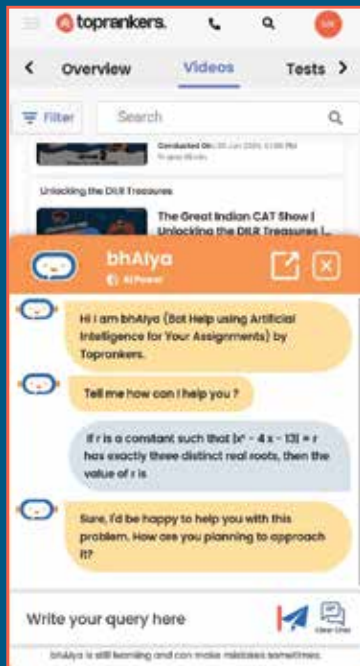 toprankers.
Overview
Videos
Tests
Filter
Search
Unlocking the DILR Treasures
The Great Indian CAT Show |
Unlocking the DILR Treasures |...
bhAIya
AI Power
Hi I am bhAIya (Bot Help using Artificial
Intelligence for Your Assignments) by
Toprankers.
Tell me how can I help you ?
If r is a constant such that |x² - 4x - 13| = r
has exactly three distinct real roots, then the
value of r is
Sure, I'd be happy to help you with this
problem. How are you planning to approach
it?
Write your query here
bhAIya is still learning and can make mistakes sometimes.